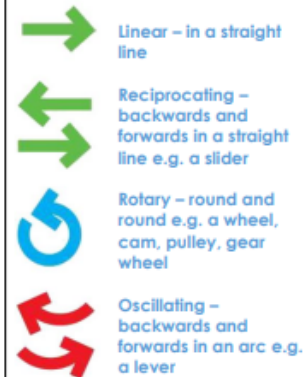 Linear – in a straight
line
Reciprocating –
backwards and
forwards in a straight
line e.g. a slider
Rotary – round and
round e.g. a wheel,
cam, pulley, gear
wheel
Oscillating –
backwards and
forwards in an arc e.g.
a lever